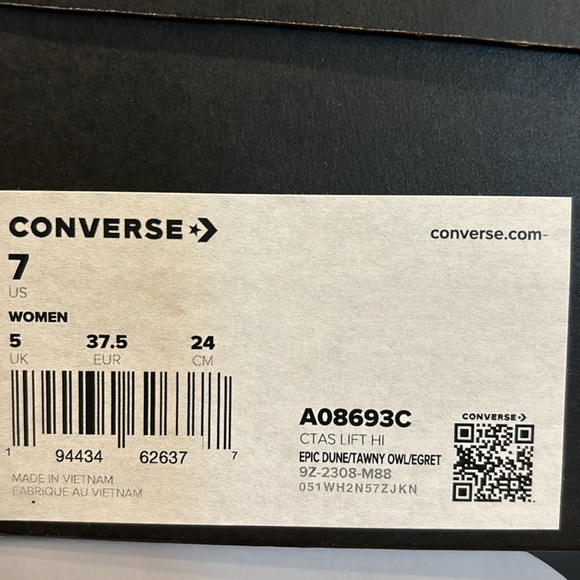 CONVERSE
converse.com-
7
US
WOMEN
5 37.5 24
UK EUR CM
1 94434 62637 7
MADE IN VIETNAM
FABRIQUE AU VIETNAM
A08693C
CTAS LIFT HI
EPIC DUNE/TAWNY OWL/EGRET
9Z-2308-M88
051WH2N57ZJKN
CONVERSE